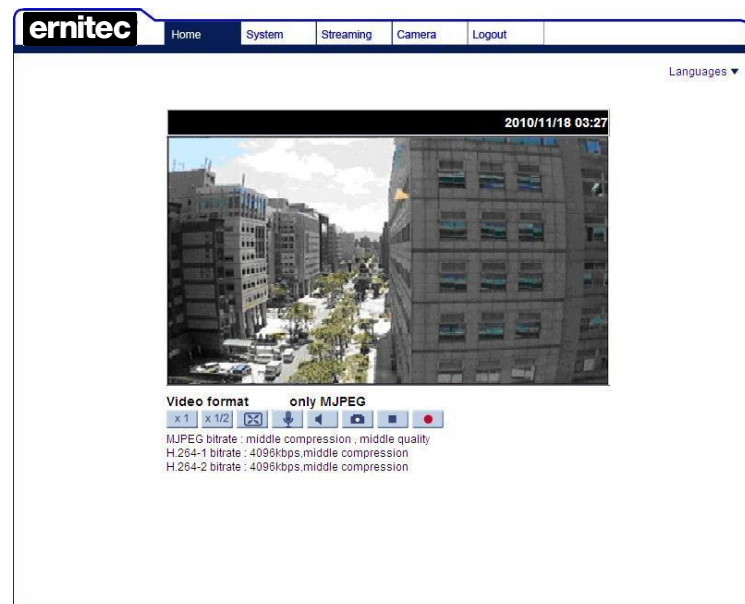 ernitec
Home System Streaming Camera Logout
Languages ▼
2010/11/18 03:27
Video format only MJPEG
x 1 x 1/2
MJPEG bitrate : middle compression , middle quality
H.264-1 bitrate : 4096kbps,middle compression
H.264-2 bitrate : 4096kbps,middle compression